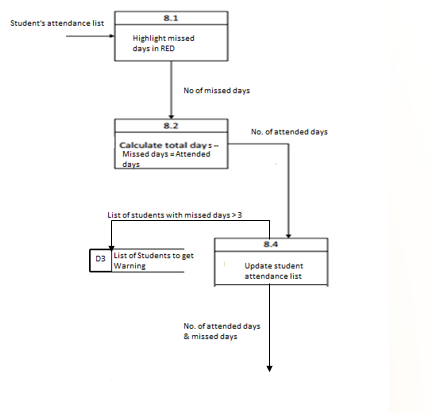 8.1
Student's attendance list
Highlight missed
days in RED
No of missed days
8.2
No. of attended days
Calculate total days –
Missed days = Attended
days
List of students with missed days > 3
8.4
D3
List of Students to get
Warning
Update student
attendance list
No. of attended days
& missed days